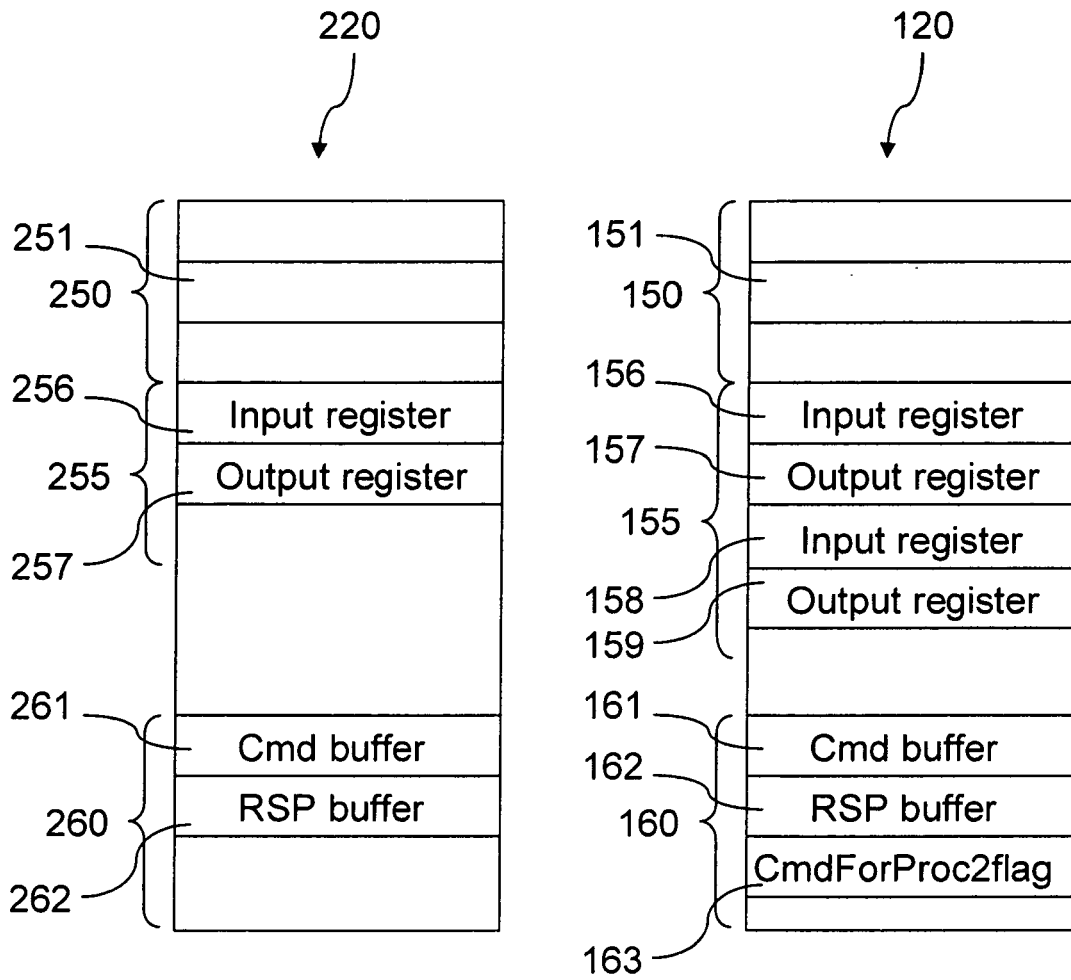 220
120
251
250
256
Input register
255
Output register
257
261
Cmd buffer
260
RSP buffer
262
151
150
156
Input register
157
Output register
155
Input register
158
Output register
159
161
Cmd buffer
162
RSP buffer
160
CmdForProc2flag
163